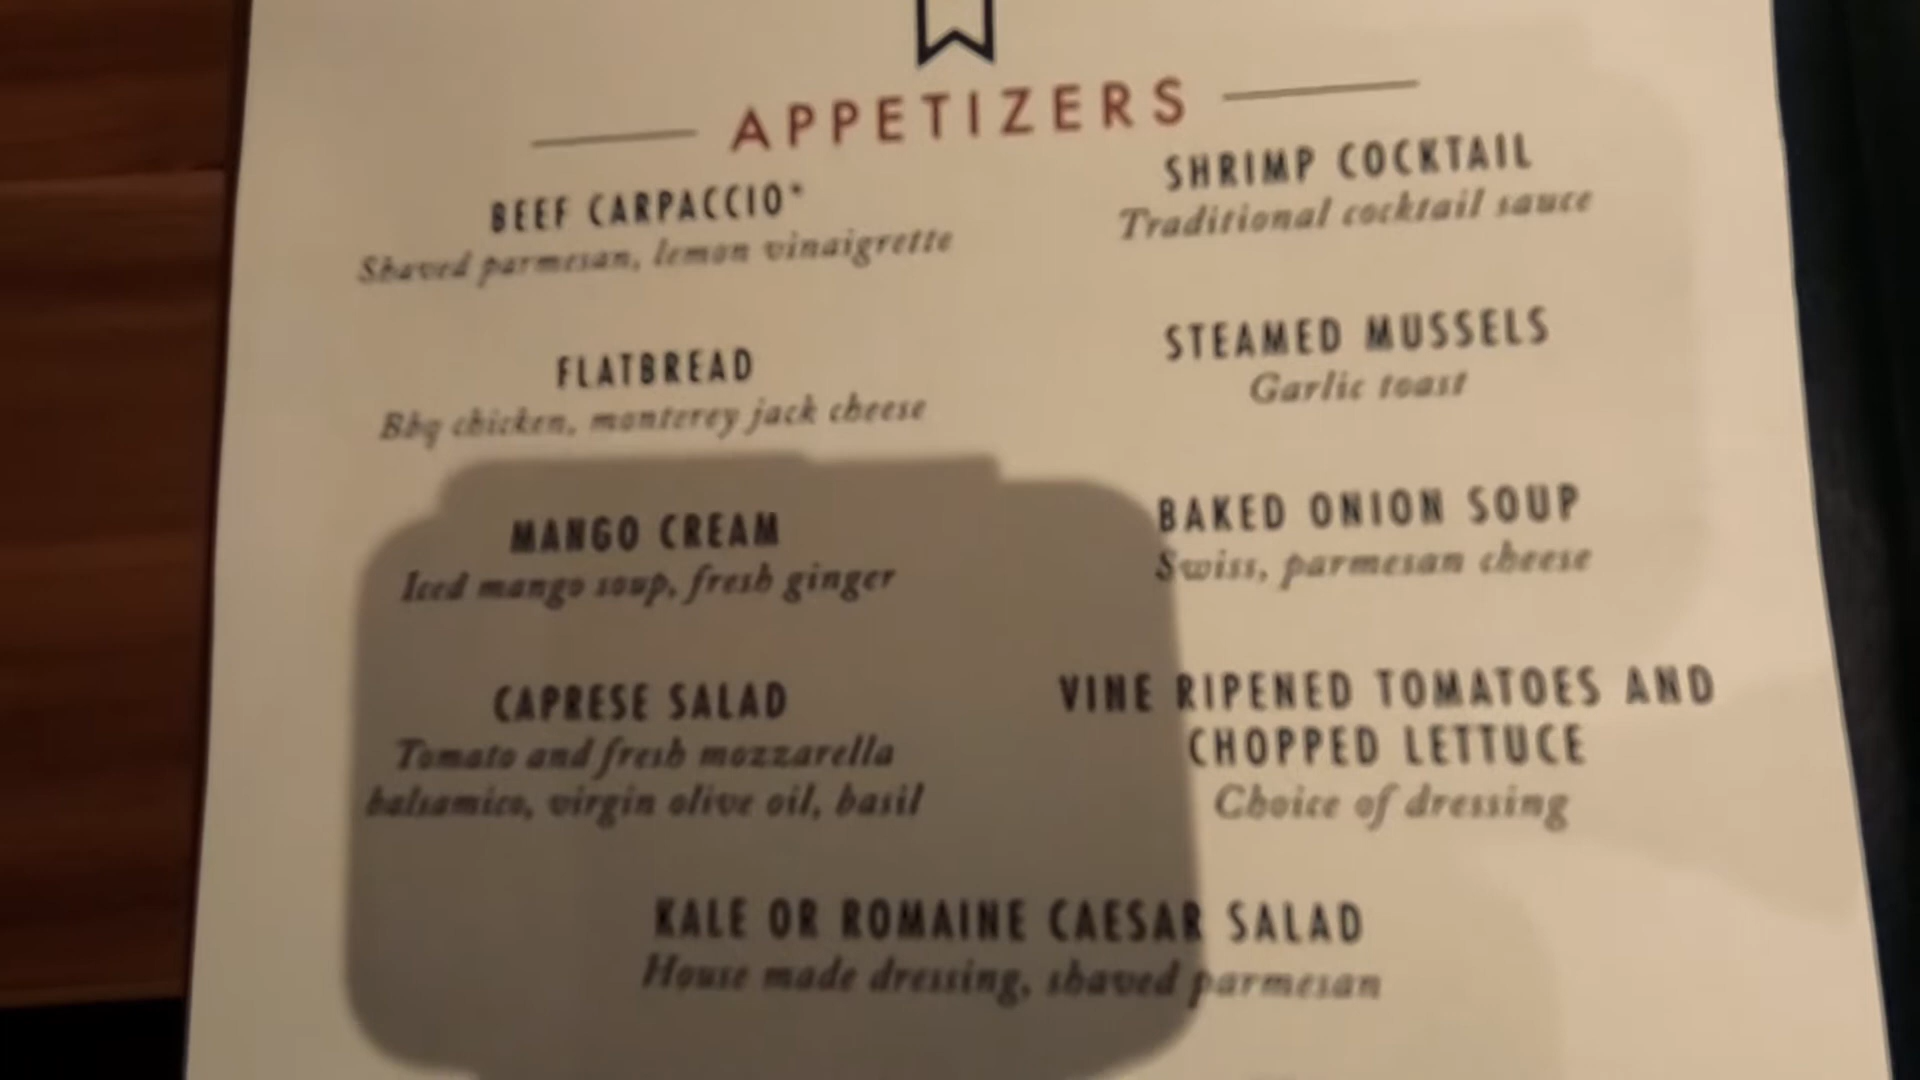 APPETIZERS
BEEF CARPACCIO*
Shaved parmesan, lemon vinaigrette
FLATBREAD
Bbq chicken, monterey jack cheese
MANGO CREAM
Iced mango soup, fresh ginger
CAPRESE SALAD
Tomato and fresh mozzarella
balsamico, virgin olive oil, basil
SHRIMP COCKTAIL
Traditional cocktail sauce
STEAMED MUSSELS
Garlic toast
BAKED ONION SOUP
Swiss, parmesan cheese
VINE RIPENED TOMATOES AND
CHOPPED LETTUCE
Choice of dressing
KALE OR ROMAINE CAESAR SALAD
House made dressing, shaved parmesan